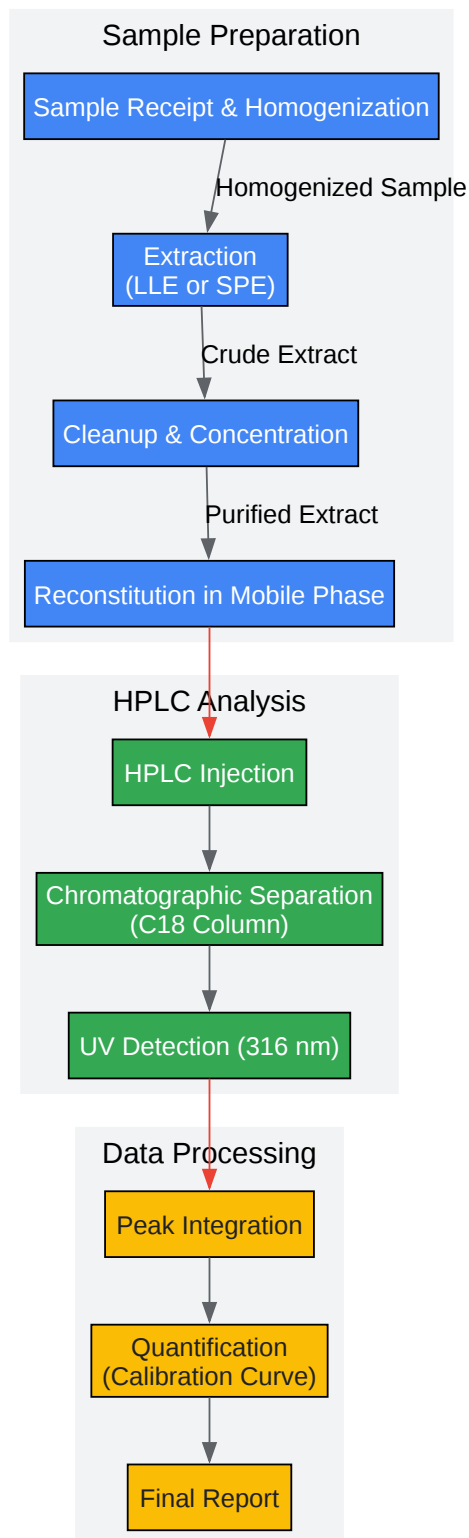 Sample Preparation
Sample Receipt & Homogenization
Homogenized Sample
Extraction
(LLE or SPE)
Crude Extract
Cleanup & Concentration
Purified Extract
Reconstitution in Mobile Phase
HPLC Analysis
HPLC Injection
Chromatographic Separation
(C18 Column)
UV Detection (316 nm)
Data Processing
Peak Integration
Quantification
(Calibration Curve)
Final Report